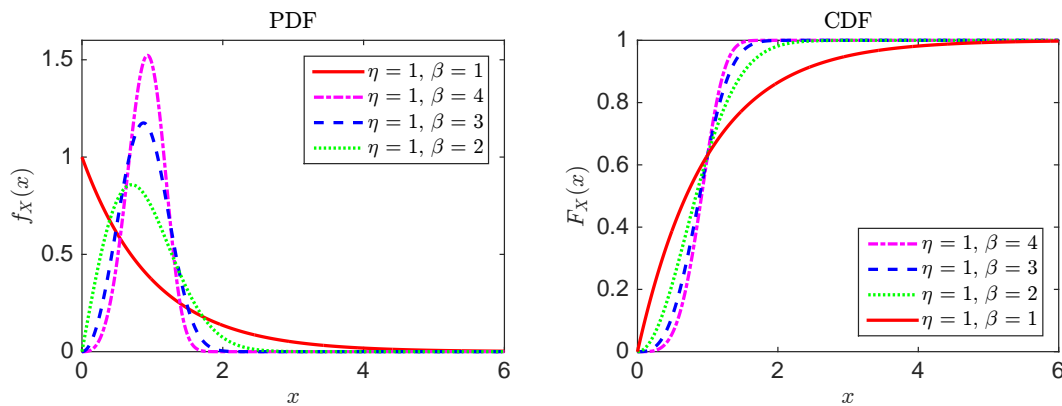 PDF
f_X(x)
1.5
1
0.5
0
0 2 4 6
x
η = 1, β = 1
η = 1, β = 4
η = 1, β = 3
η = 1, β = 2
CDF
F_X(x)
1
0.8
0.6
0.4
0.2
0
0 2 4 6
x
η = 1, β = 4
η = 1, β = 3
η = 1, β = 2
η = 1, β = 1